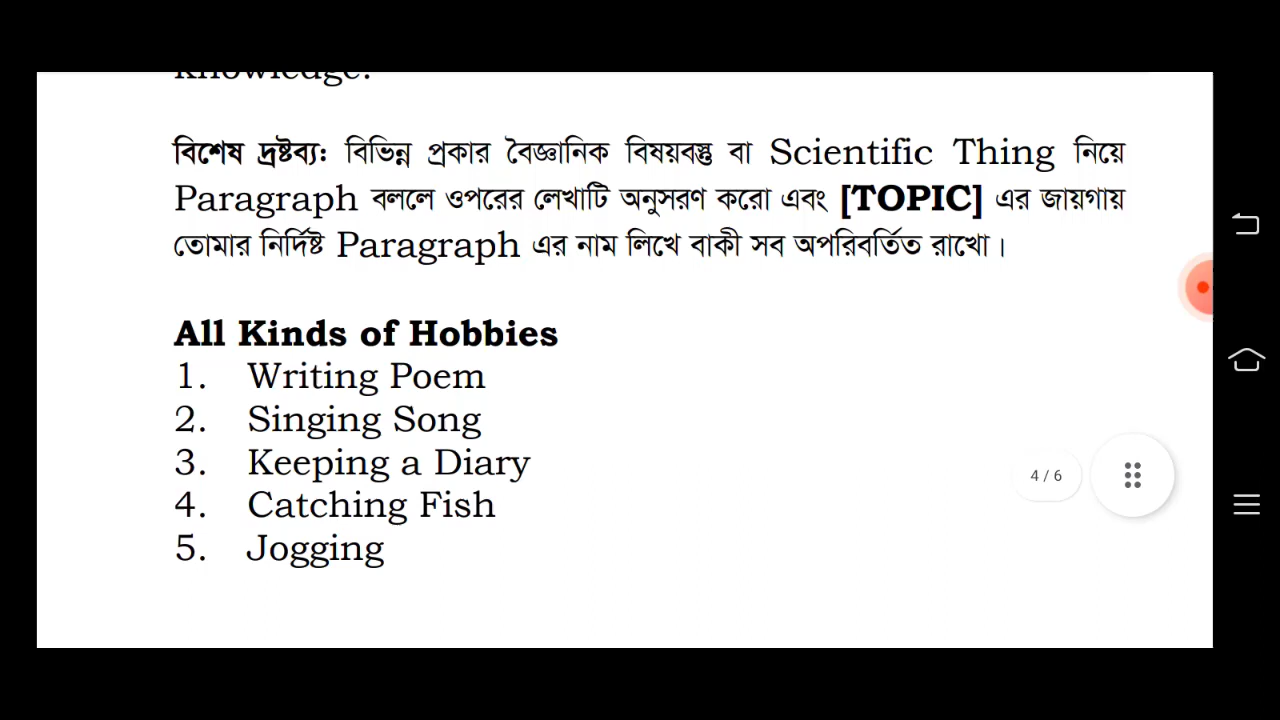 knowledge.
বিশেষ দ্রষ্টব্যঃ বিভিন্ন প্রকার বৈজ্ঞানিক বিষয়বস্তু বা Scientific Thing নিয়ে
Paragraph বললে ওপরের লেখাটি অনুসরণ করো এবং [TOPIC] এর জায়গায়
তোমার নির্দিষ্ট Paragraph এর নাম লিখে বাকী সব অপরিবর্তিত রাখো।
All Kinds of Hobbies
1. Writing Poem
2. Singing Song
3. Keeping a Diary
4. Catching Fish
5. Jogging
4 / 6